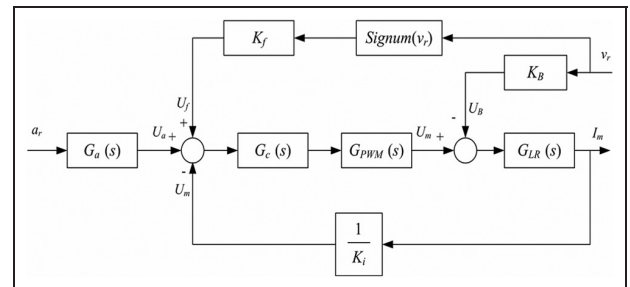 K_f
Signum(v_r)
v_r
K_B
U_f
+
-
U_B
a_r
G_a (s)
U_a +
G_c (s)
G_PWM (s)
U_m +
G_LR (s)
I_m
-
U_m
1
K_i